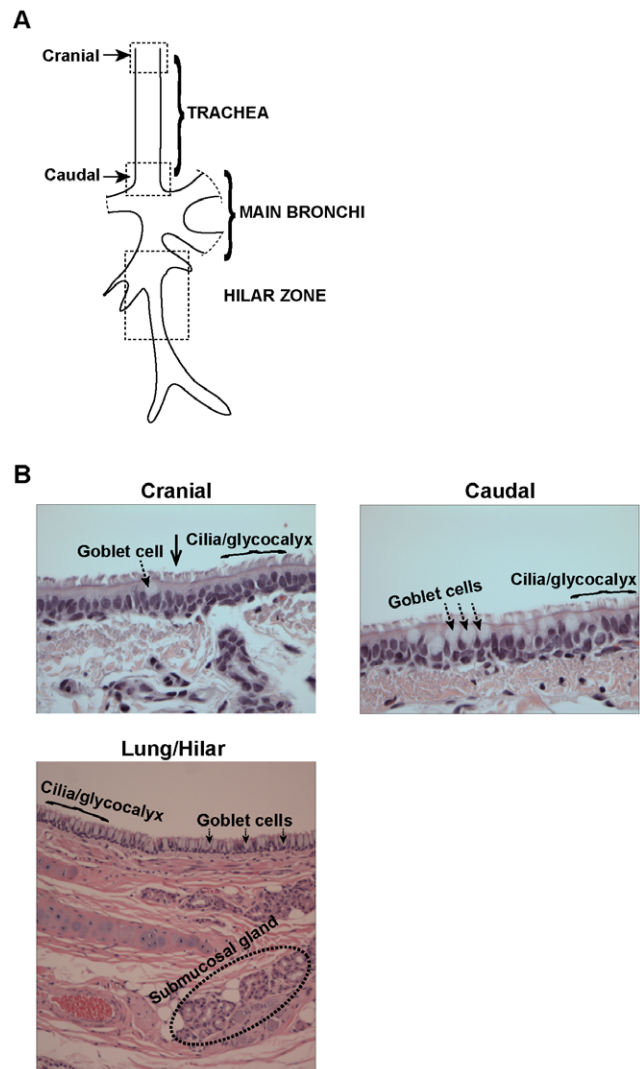 A
Cranial
TRACHEA
Caudal
MAIN BRONCHI
HILAR ZONE
B
Cranial
Goblet cell
Cilia/glycocalyx
Caudal
Cilia/glycocalyx
Goblet cells
Lung/Hilar
Cilia/glycocalyx
Goblet cells
Submucosal gland